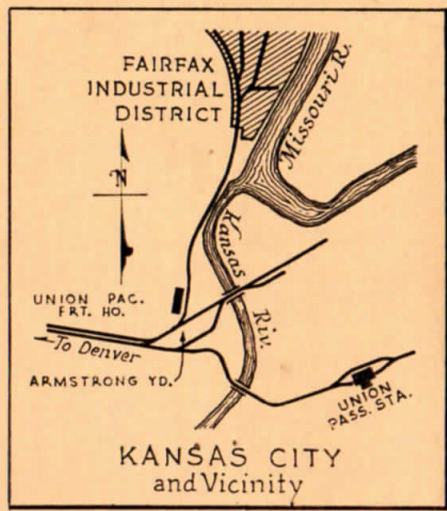 FAIRFAX
INDUSTRIAL
DISTRICT
Missouri R.
N
Kansas
Riv.
UNION PAC.
FRT. HO.
To Denver
ARMSTRONG YD.
UNION
PASS. STA.
KANSAS CITY
and Vicinity